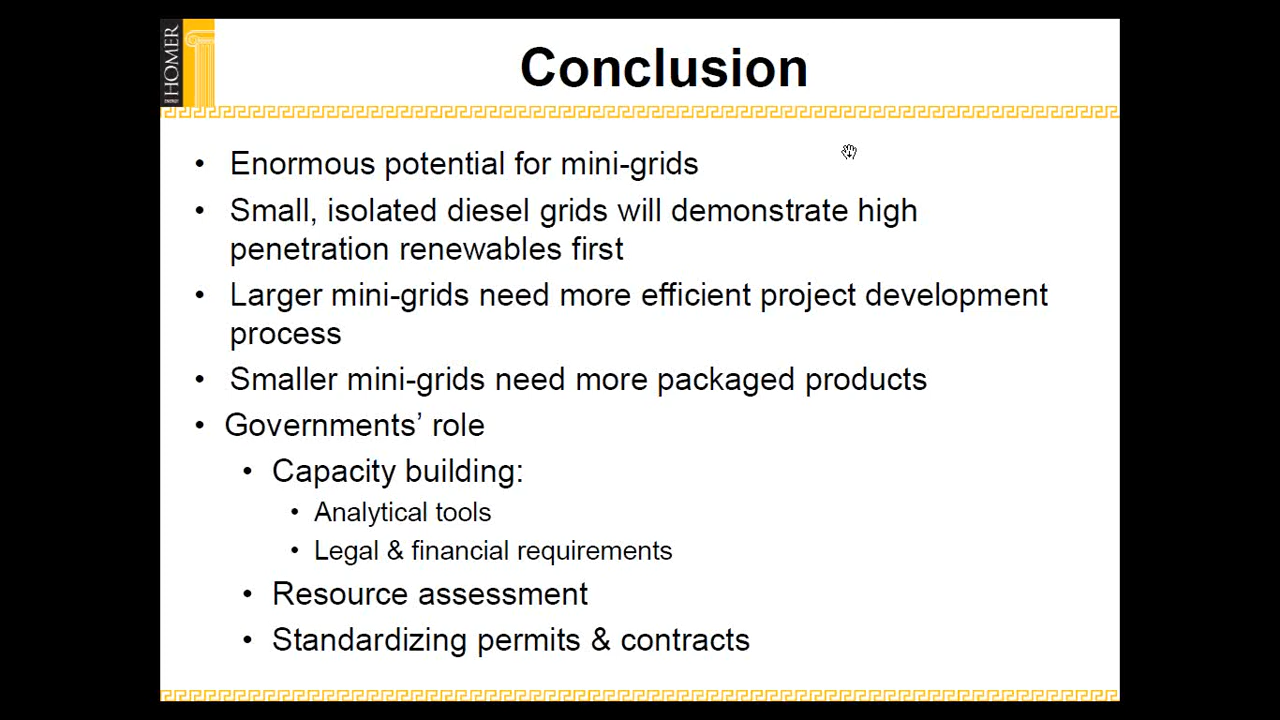 HOMER
ENERGY
Conclusion
• Enormous potential for mini-grids
• Small, isolated diesel grids will demonstrate high
penetration renewables first
• Larger mini-grids need more efficient project development
process
• Smaller mini-grids need more packaged products
• Governments’ role
• Capacity building:
• Analytical tools
• Legal & financial requirements
• Resource assessment
• Standardizing permits & contracts